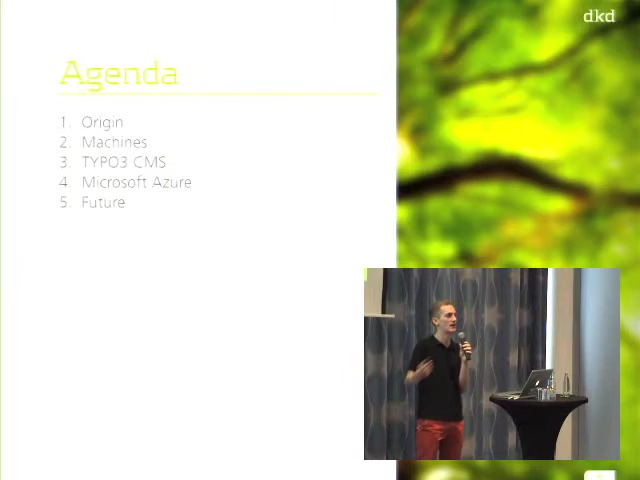 dkd
Agenda
1. Origin
2. Machines
3. TYPO3 CMS
4. Microsoft Azure
5. Future